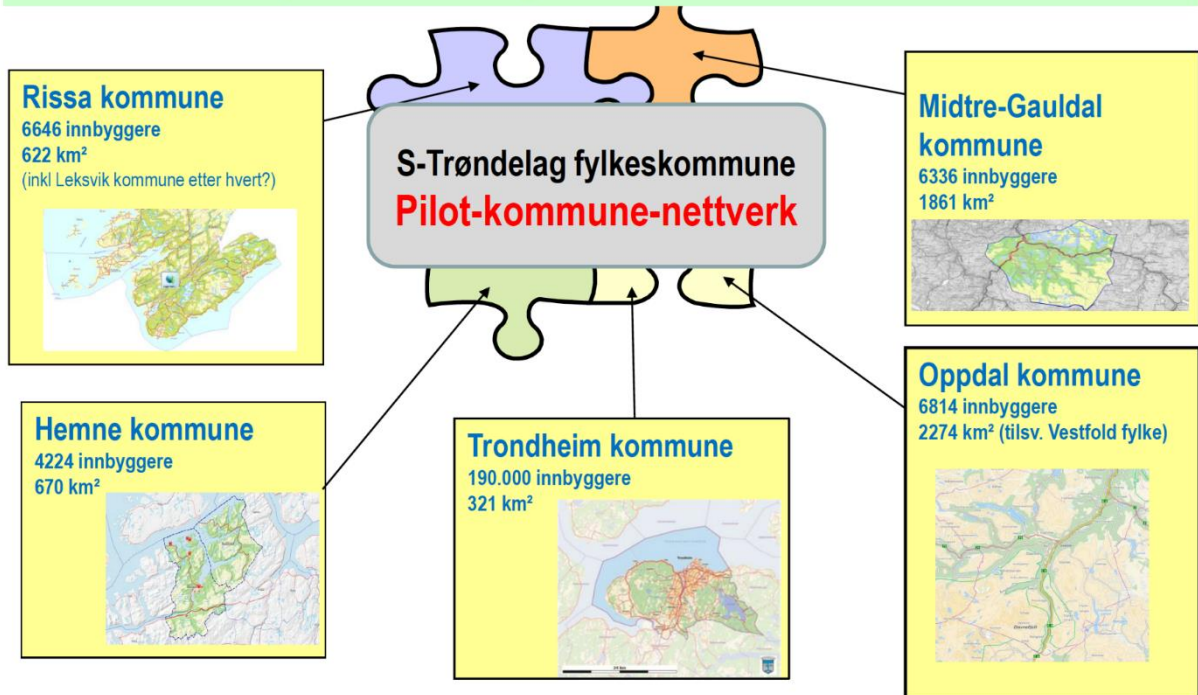 Rissa kommune
6646 innbyggere
622 km²
(inkl Leksvik kommune etter hvert?)
S-Trøndelag fylkeskommune
Pilot-kommune-nettverk
Midtre-Gauldal
kommune
6336 innbyggere
1861 km²
Hemne kommune
4224 innbyggere
670 km²
Trondheim kommune
190.000 innbyggere
321 km²
Oppdal kommune
6814 innbyggere
2274 km² (tilsv. Vestfold fylke)